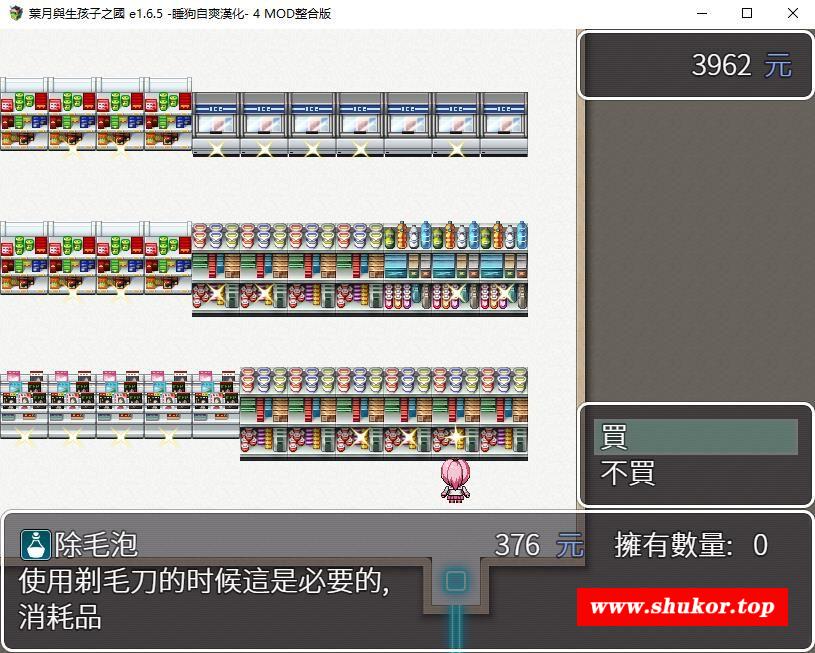 葉月與生孩子之國 e1.6.5 -睡狗自爽漢化- 4 MOD整合版
3962 元
ICE ICE ICE ICE ICE ICE ICE
買
不買
除毛泡 376 元 擁有數量: 0
使用剃毛刀的时候這是必要的,
消耗品
www.shukor.top